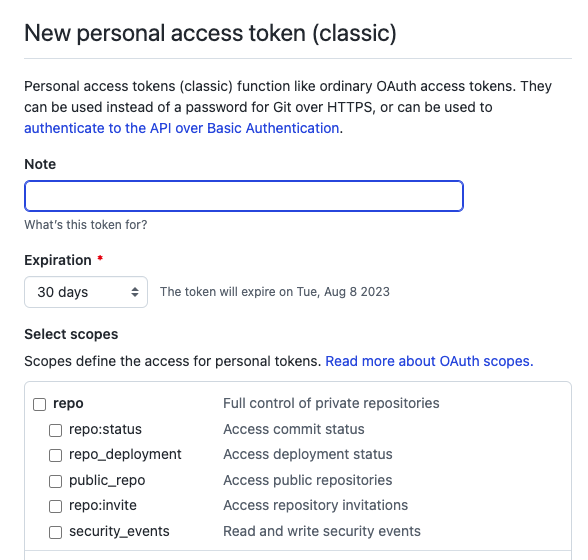 New personal access token (classic)
Personal access tokens (classic) function like ordinary OAuth access tokens. They
can be used instead of a password for Git over HTTPS, or can be used to
authenticate to the API over Basic Authentication.
Note
What's this token for?
Expiration *
30 days The token will expire on Tue, Aug 8 2023
Select scopes
Scopes define the access for personal tokens. Read more about OAuth scopes.
repo Full control of private repositories
repo:status Access commit status
repo_deployment Access deployment status
public_repo Access public repositories
repo:invite Access repository invitations
security_events Read and write security events